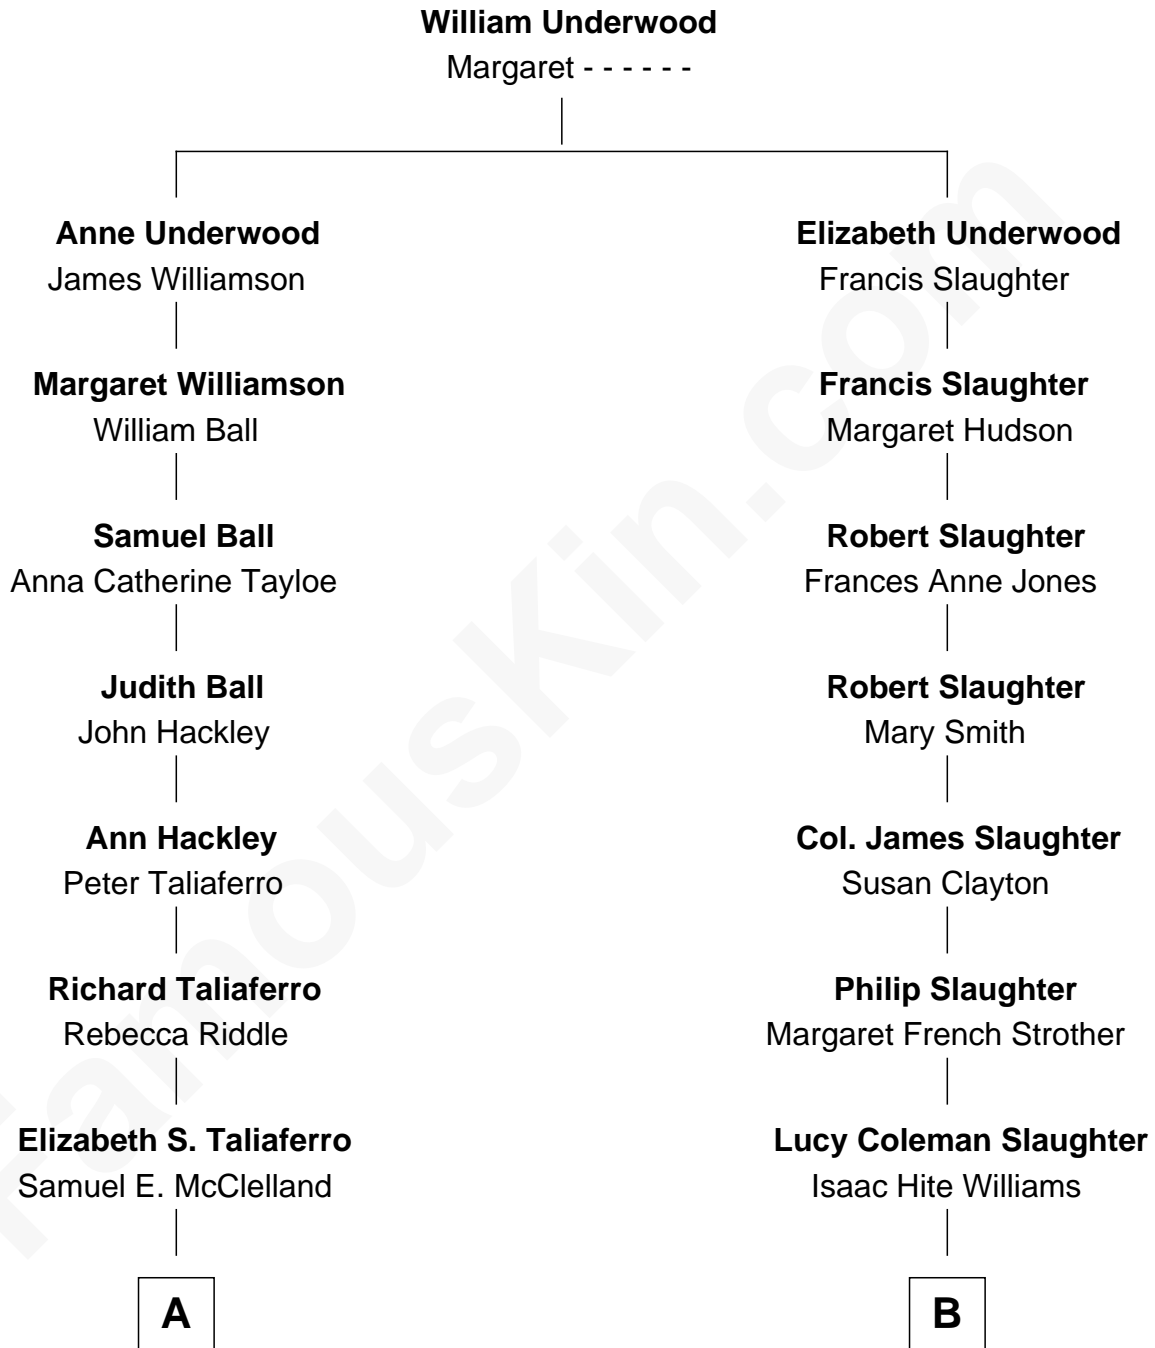 William Underwood
Margaret - - - - - -
Anne Underwood
James Williamson
Margaret Williamson
William Ball
Samuel Ball
Anna Catherine Tayloe
Judith Ball
John Hackley
Ann Hackley
Peter Taliaferro
Richard Taliaferro
Rebecca Riddle
Elizabeth S. Taliaferro
Samuel E. McClelland
A
Elizabeth Underwood
Francis Slaughter
Francis Slaughter
Margaret Hudson
Robert Slaughter
Frances Anne Jones
Robert Slaughter
Mary Smith
Col. James Slaughter
Susan Clayton
Philip Slaughter
Margaret French Strother
Lucy Coleman Slaughter
Isaac Hite Williams
B
FamousKin.com